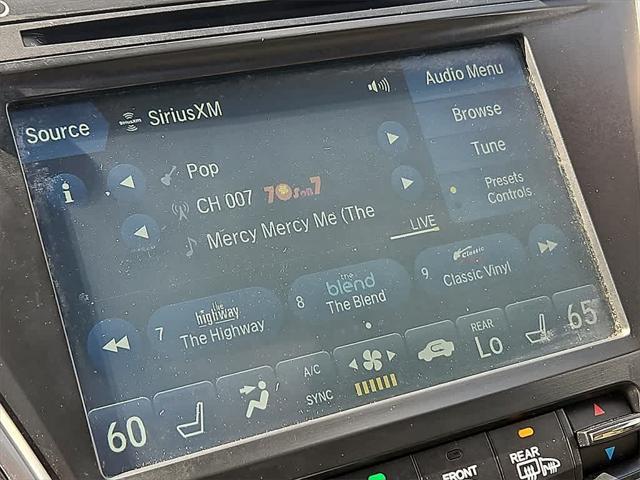 SiriusXM
Audio Menu
Source
Browse
Pop
Tune
i
CH 007 70s on 7
Presets
Controls
Mercy Mercy Me (The
LIVE
7 the highway
The Highway
8 the blend
The Blend
9 Classic
Classic Vinyl
60
A/C
SYNC
REAR
Lo
65
FRONT
REAR